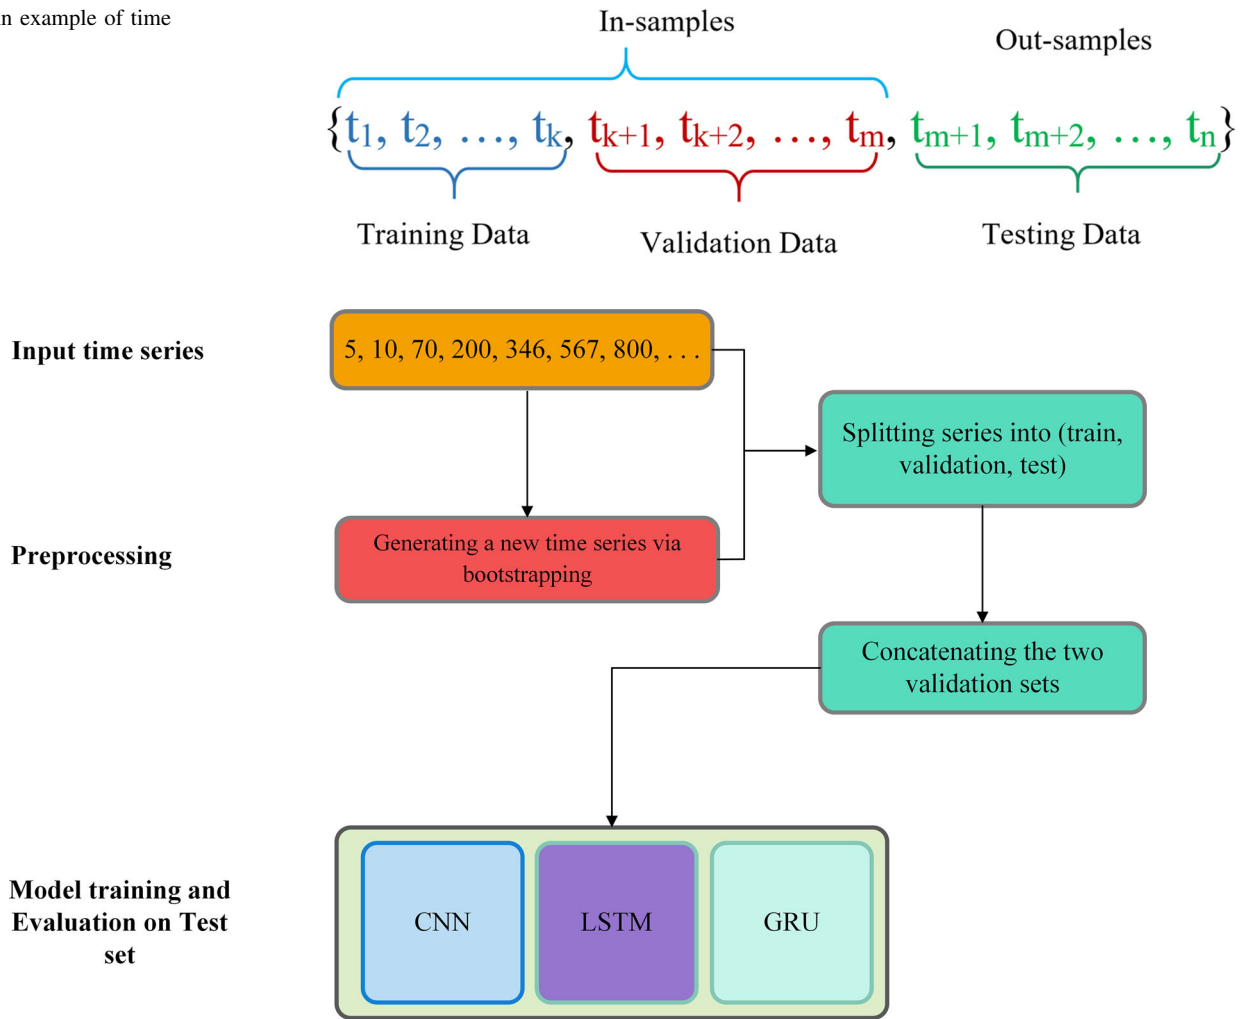 example of time
In-samples
Out-samples
{t1, t2, …, tk, tk+1, tk+2, …, tm, tm+1, tm+2, …, tn}
Training Data
Validation Data
Testing Data
Input time series
5, 10, 70, 200, 346, 567, 800, . . .
Splitting series into (train,
validation, test)
Preprocessing
Generating a new time series via
bootstrapping
Concatenating the two
validation sets
Model training and
Evaluation on Test
set
CNN
LSTM
GRU